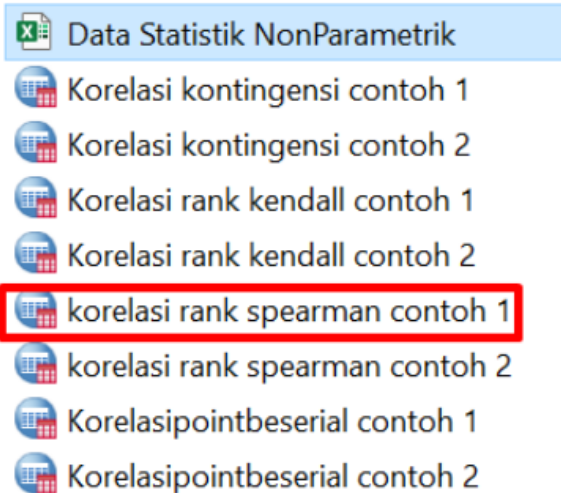 Data Statistik NonParametrik
Korelasi kontingensi contoh 1
Korelasi kontingensi contoh 2
Korelasi rank kendall contoh 1
Korelasi rank kendall contoh 2
korelasi rank spearman contoh 1
korelasi rank spearman contoh 2
Korelasipointbeserial contoh 1
Korelasipointbeserial contoh 2